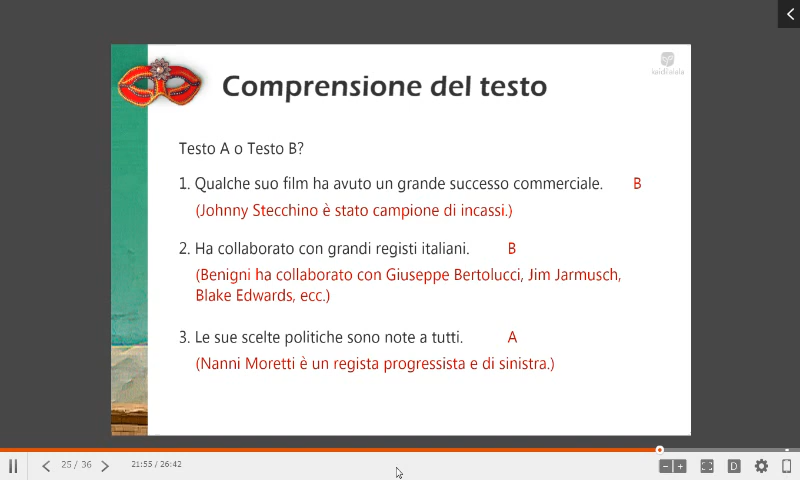 Comprensione del testo
Testo A o Testo B?
1. Qualche suo film ha avuto un grande successo commerciale. B
(Johnny Stecchino è stato campione di incassi.)
2. Ha collaborato con grandi registi italiani. B
(Benigni ha collaborato con Giuseppe Bertolucci, Jim Jarmusch,
Blake Edwards, ecc.)
3. Le sue scelte politiche sono note a tutti. A
(Nanni Moretti è un regista progressista e di sinistra.)
25 / 36
21:55 / 26:42
D